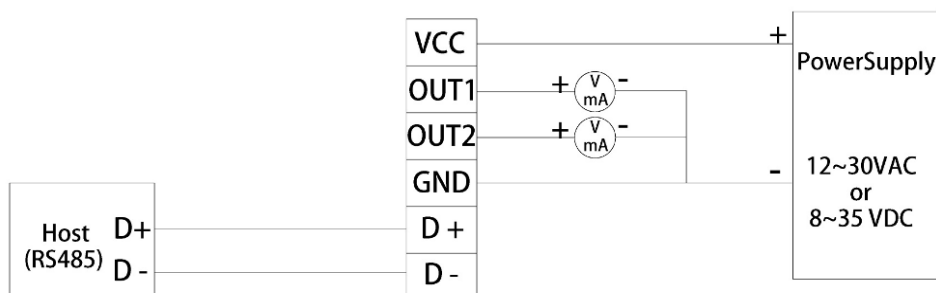 VCC
OUT1
OUT2
GND
D +
D -
+
V
mA
-
+
V
mA
-
+
-
PowerSupply
12~30VAC
or
8~35 VDC
Host
(RS485)
D+
D -